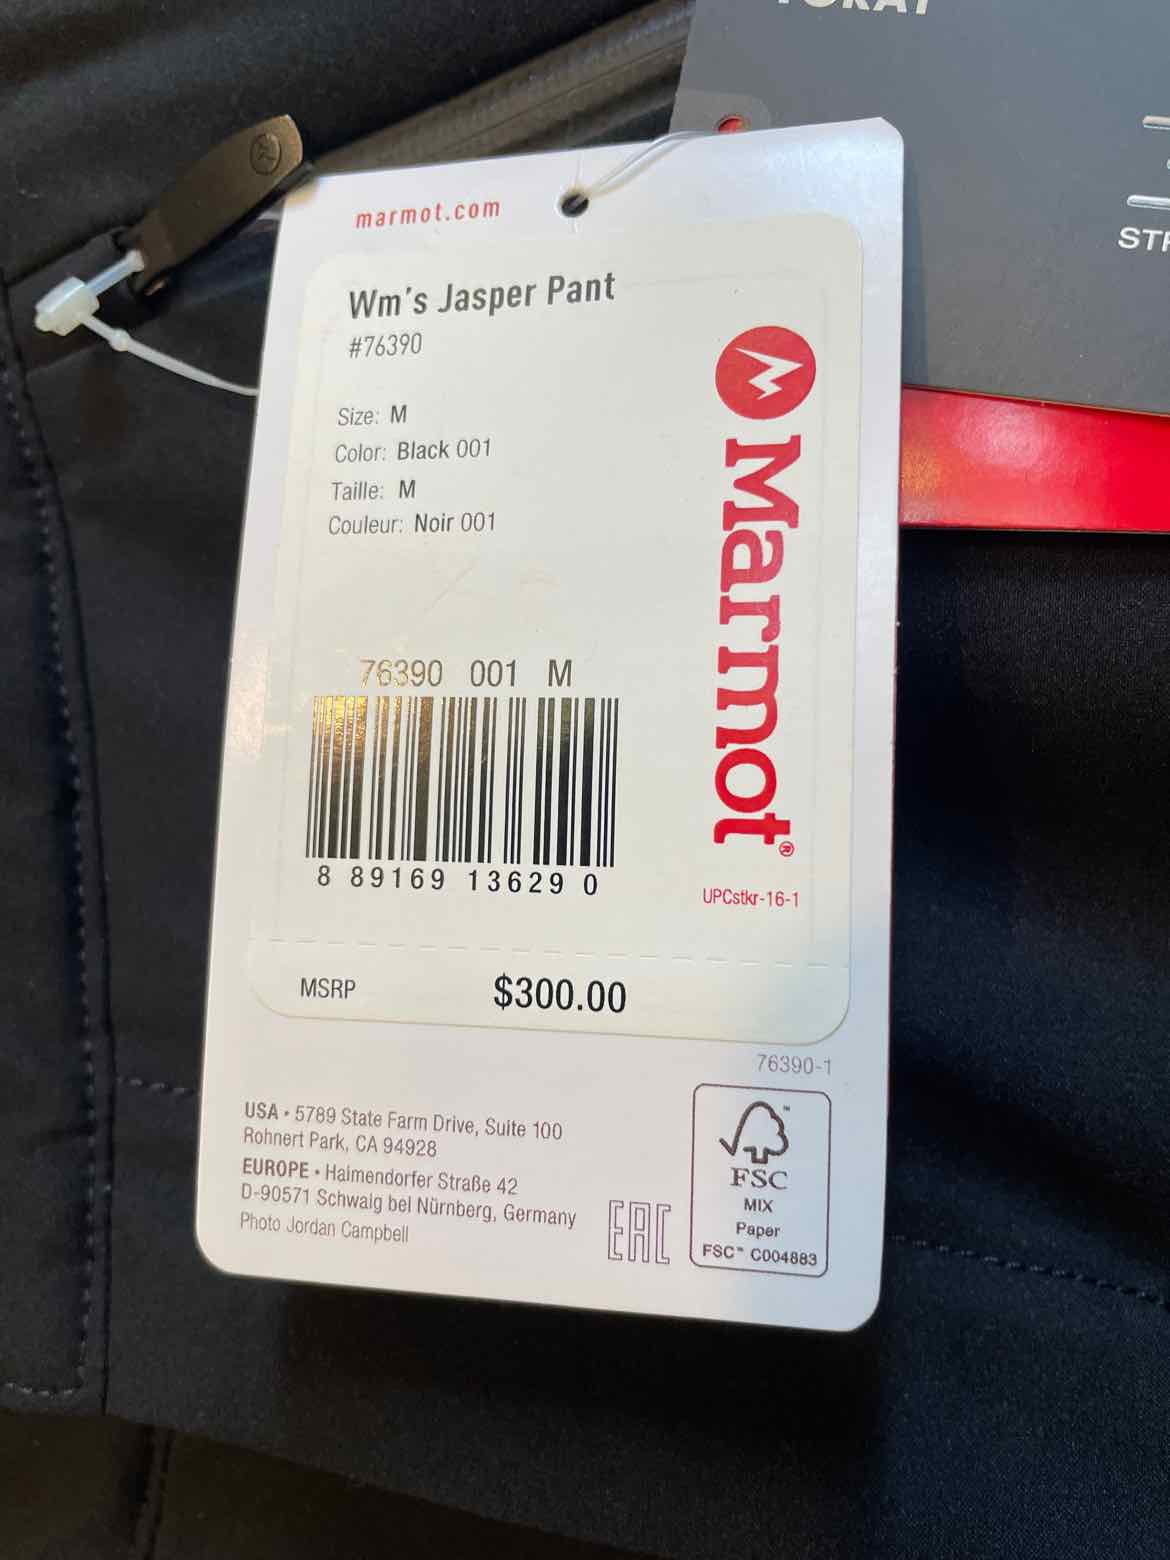 marmot.com
Wm's Jasper Pant
#76390
Size: M
Color: Black 001
Taille: M
Couleur: Noir 001
76390 001 M
8 89169 13629 0
Marmot®
UPCstkr-16-1
MSRP $300.00
76390-1
USA • 5789 State Farm Drive, Suite 100
Rohnert Park, CA 94928
EUROPE • Haimendorfer Straße 42
D-90571 Schwaig bei Nürnberg, Germany
Photo Jordan Campbell
EAC
FSC
™
MIX
Paper
FSC™ C004883